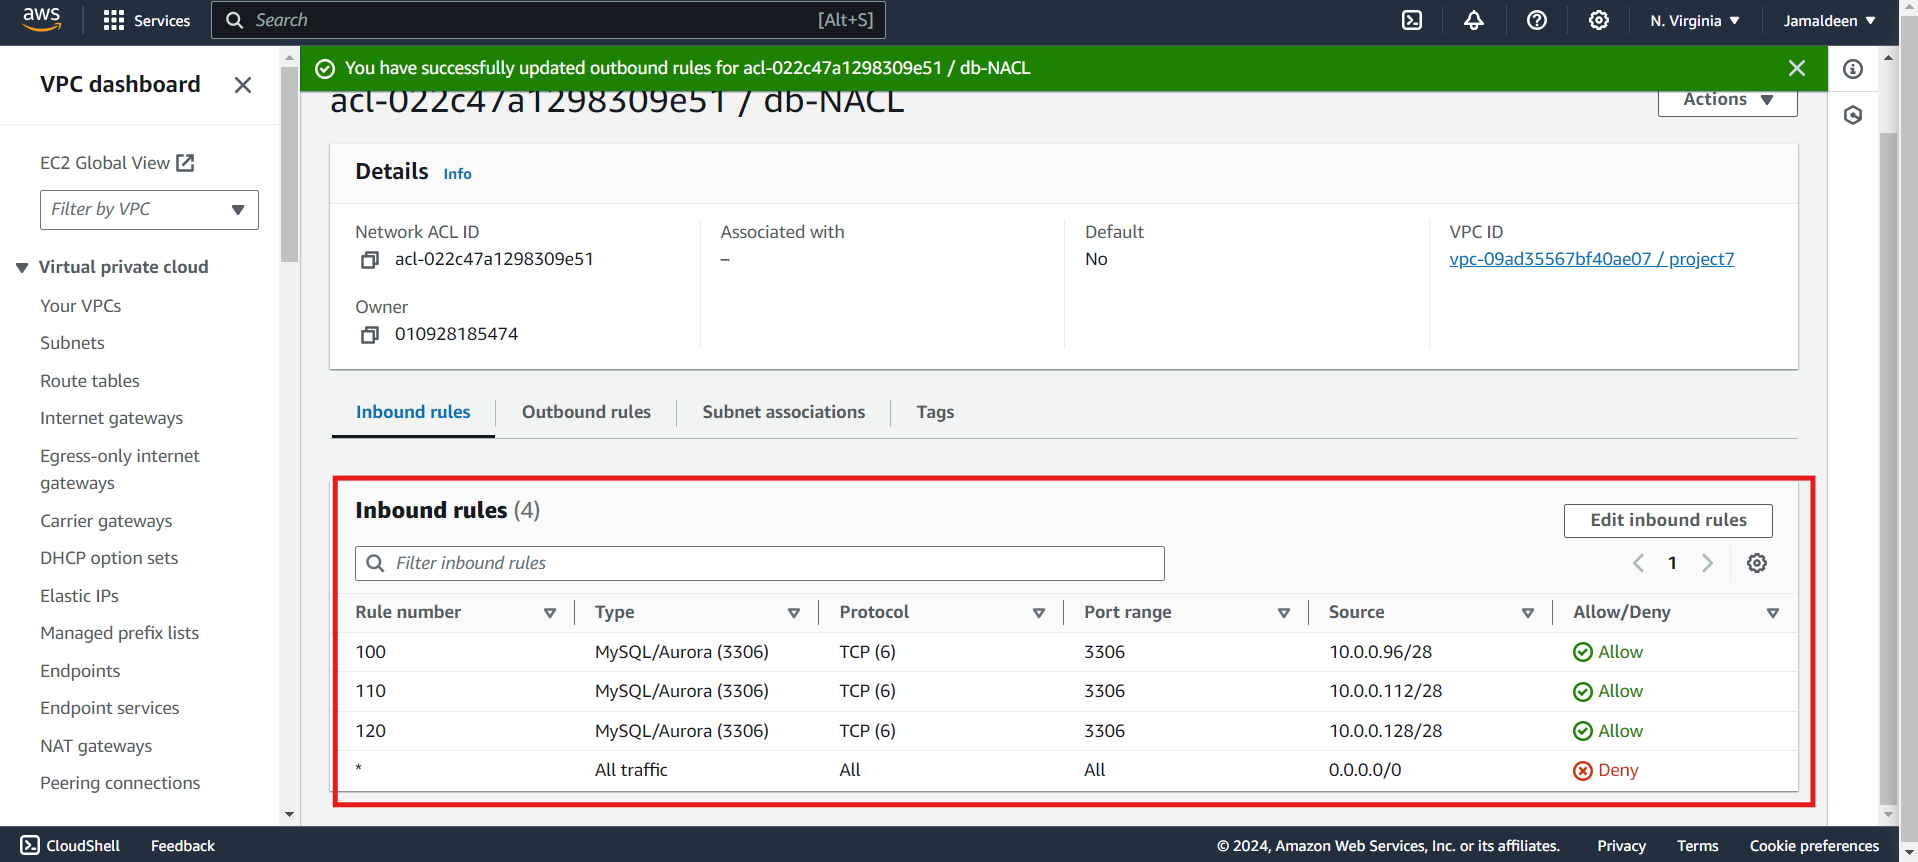 aws Services Search [Alt+S] N. Virginia Jamaldeen
You have successfully updated outbound rules for acl-022c47a1298309e51 / db-NACL
VPC dashboard
EC2 Global View
Filter by VPC
Virtual private cloud
Your VPCs
Subnets
Route tables
Internet gateways
Egress-only internet
gateways
Carrier gateways
DHCP option sets
Elastic IPs
Managed prefix lists
Endpoints
Endpoint services
NAT gateways
Peering connections
acl-022c47a1298309e51 / db-NACL
Actions
Details Info
Network ACL ID
acl-022c47a1298309e51
Owner
010928185474
Associated with
–
Default
No
VPC ID
vpc-09ad35567bf40ae07 / project7
Inbound rules Outbound rules Subnet associations Tags
Inbound rules (4)
Edit inbound rules
Filter inbound rules
1
Rule number Type Protocol Port range Source Allow/Deny
100 MySQL/Aurora (3306) TCP (6) 3306 10.0.0.96/28 Allow
110 MySQL/Aurora (3306) TCP (6) 3306 10.0.0.112/28 Allow
120 MySQL/Aurora (3306) TCP (6) 3306 10.0.0.128/28 Allow
* All traffic All All 0.0.0.0/0 Deny
CloudShell Feedback © 2024, Amazon Web Services, Inc. or its affiliates. Privacy Terms Cookie preferences